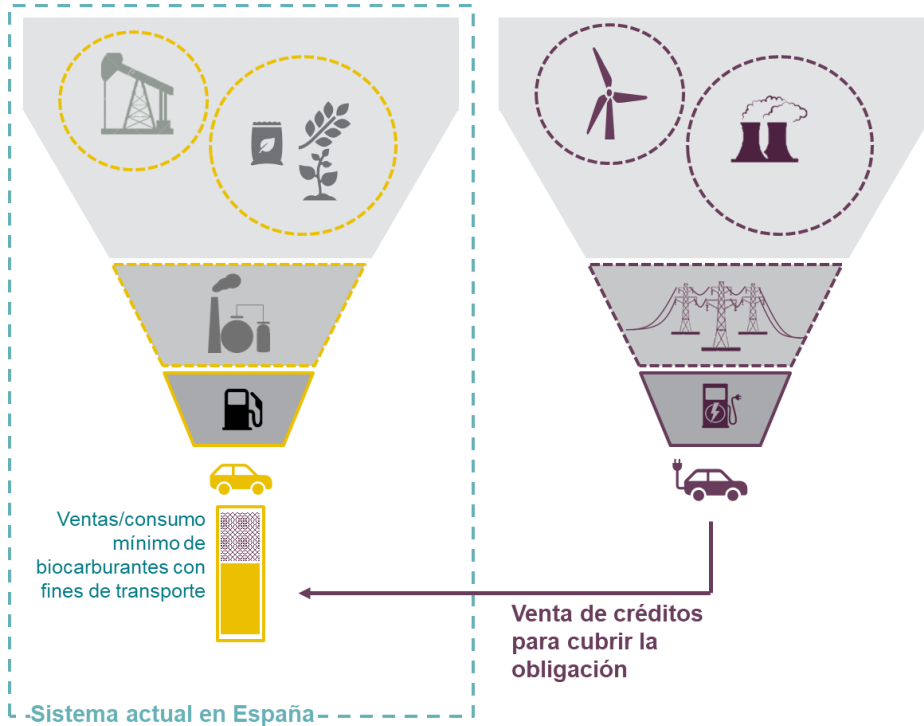 Ventas/consumo
mínimo de
biocarburantes con
fines de transporte
Venta de créditos
para cubrir la
obligación
Sistema actual en España